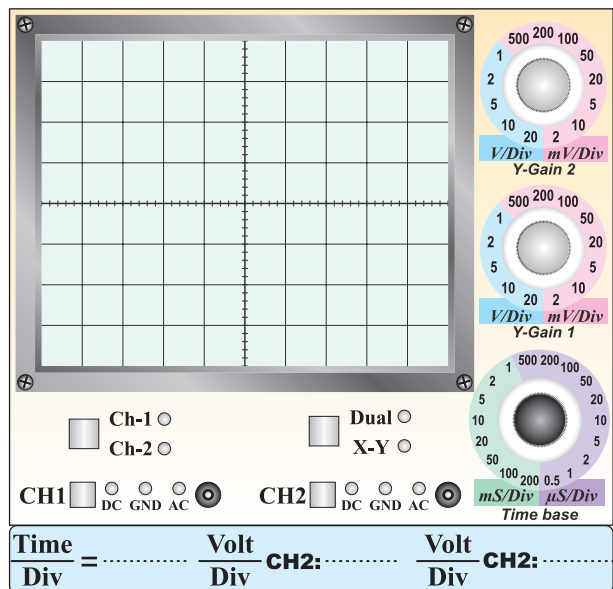 500 200 100 50 20 10 5 2
1 2 5 10 20
V/Div mV/Div
Y-Gain 2
500 200 100 50 20 10 5 2
1 2 5 10 20
V/Div mV/Div
Y-Gain 1
500 200 100 50 20 10 5 2 1 0.5
1 2 5 10 20 50 100 200
mS/Div µS/Div
Time base
Ch-1
Ch-2
Dual
X-Y
CH1 DC GND AC
CH2 DC GND AC
Time/Div = ............ Volt/Div CH2: ............ Volt/Div CH2: ............